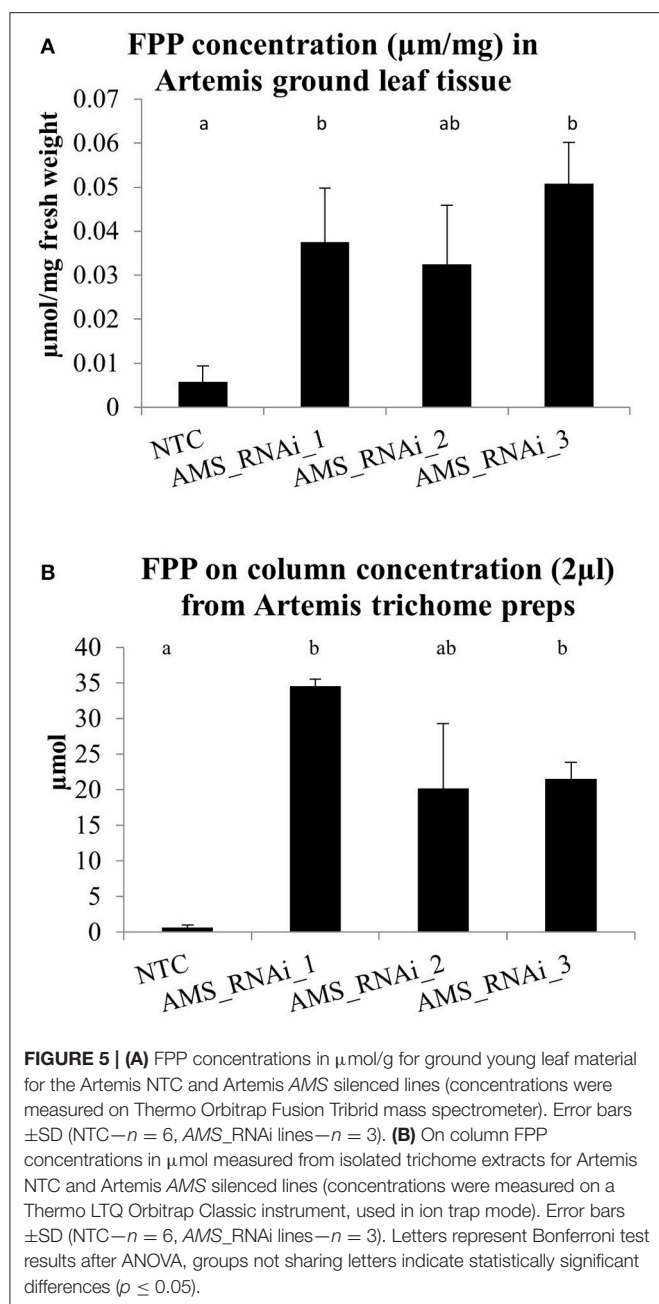 A
FPP concentration (µm/mg) in
Artemis ground leaf tissue
µmol/mg fresh weight
0.07
0.06
0.05
0.04
0.03
0.02
0.01
0
a b ab b
NTC
AMS_RNAi_1
AMS_RNAi_2
AMS_RNAi_3
B
FPP on column concentration (2µl)
from Artemis trichome preps
µmol
40
35
30
25
20
15
10
5
0
a b ab b
NTC
AMS_RNAi_1
AMS_RNAi_2
AMS_RNAi_3
FIGURE 5 | (A) FPP concentrations in µmol/g for ground young leaf material
for the Artemis NTC and Artemis AMS silenced lines (concentrations were
measured on Thermo Orbitrap Fusion Tribrid mass spectrometer). Error bars
±SD (NTC—n = 6, AMS_RNAi lines—n = 3). (B) On column FPP
concentrations in µmol measured from isolated trichome extracts for Artemis
NTC and Artemis AMS silenced lines (concentrations were measured on a
Thermo LTQ Orbitrap Classic instrument, used in ion trap mode). Error bars
±SD (NTC—n = 6, AMS_RNAi lines—n = 3). Letters represent Bonferroni test
results after ANOVA, groups not sharing letters indicate statistically significant
differences (p ≤ 0.05).